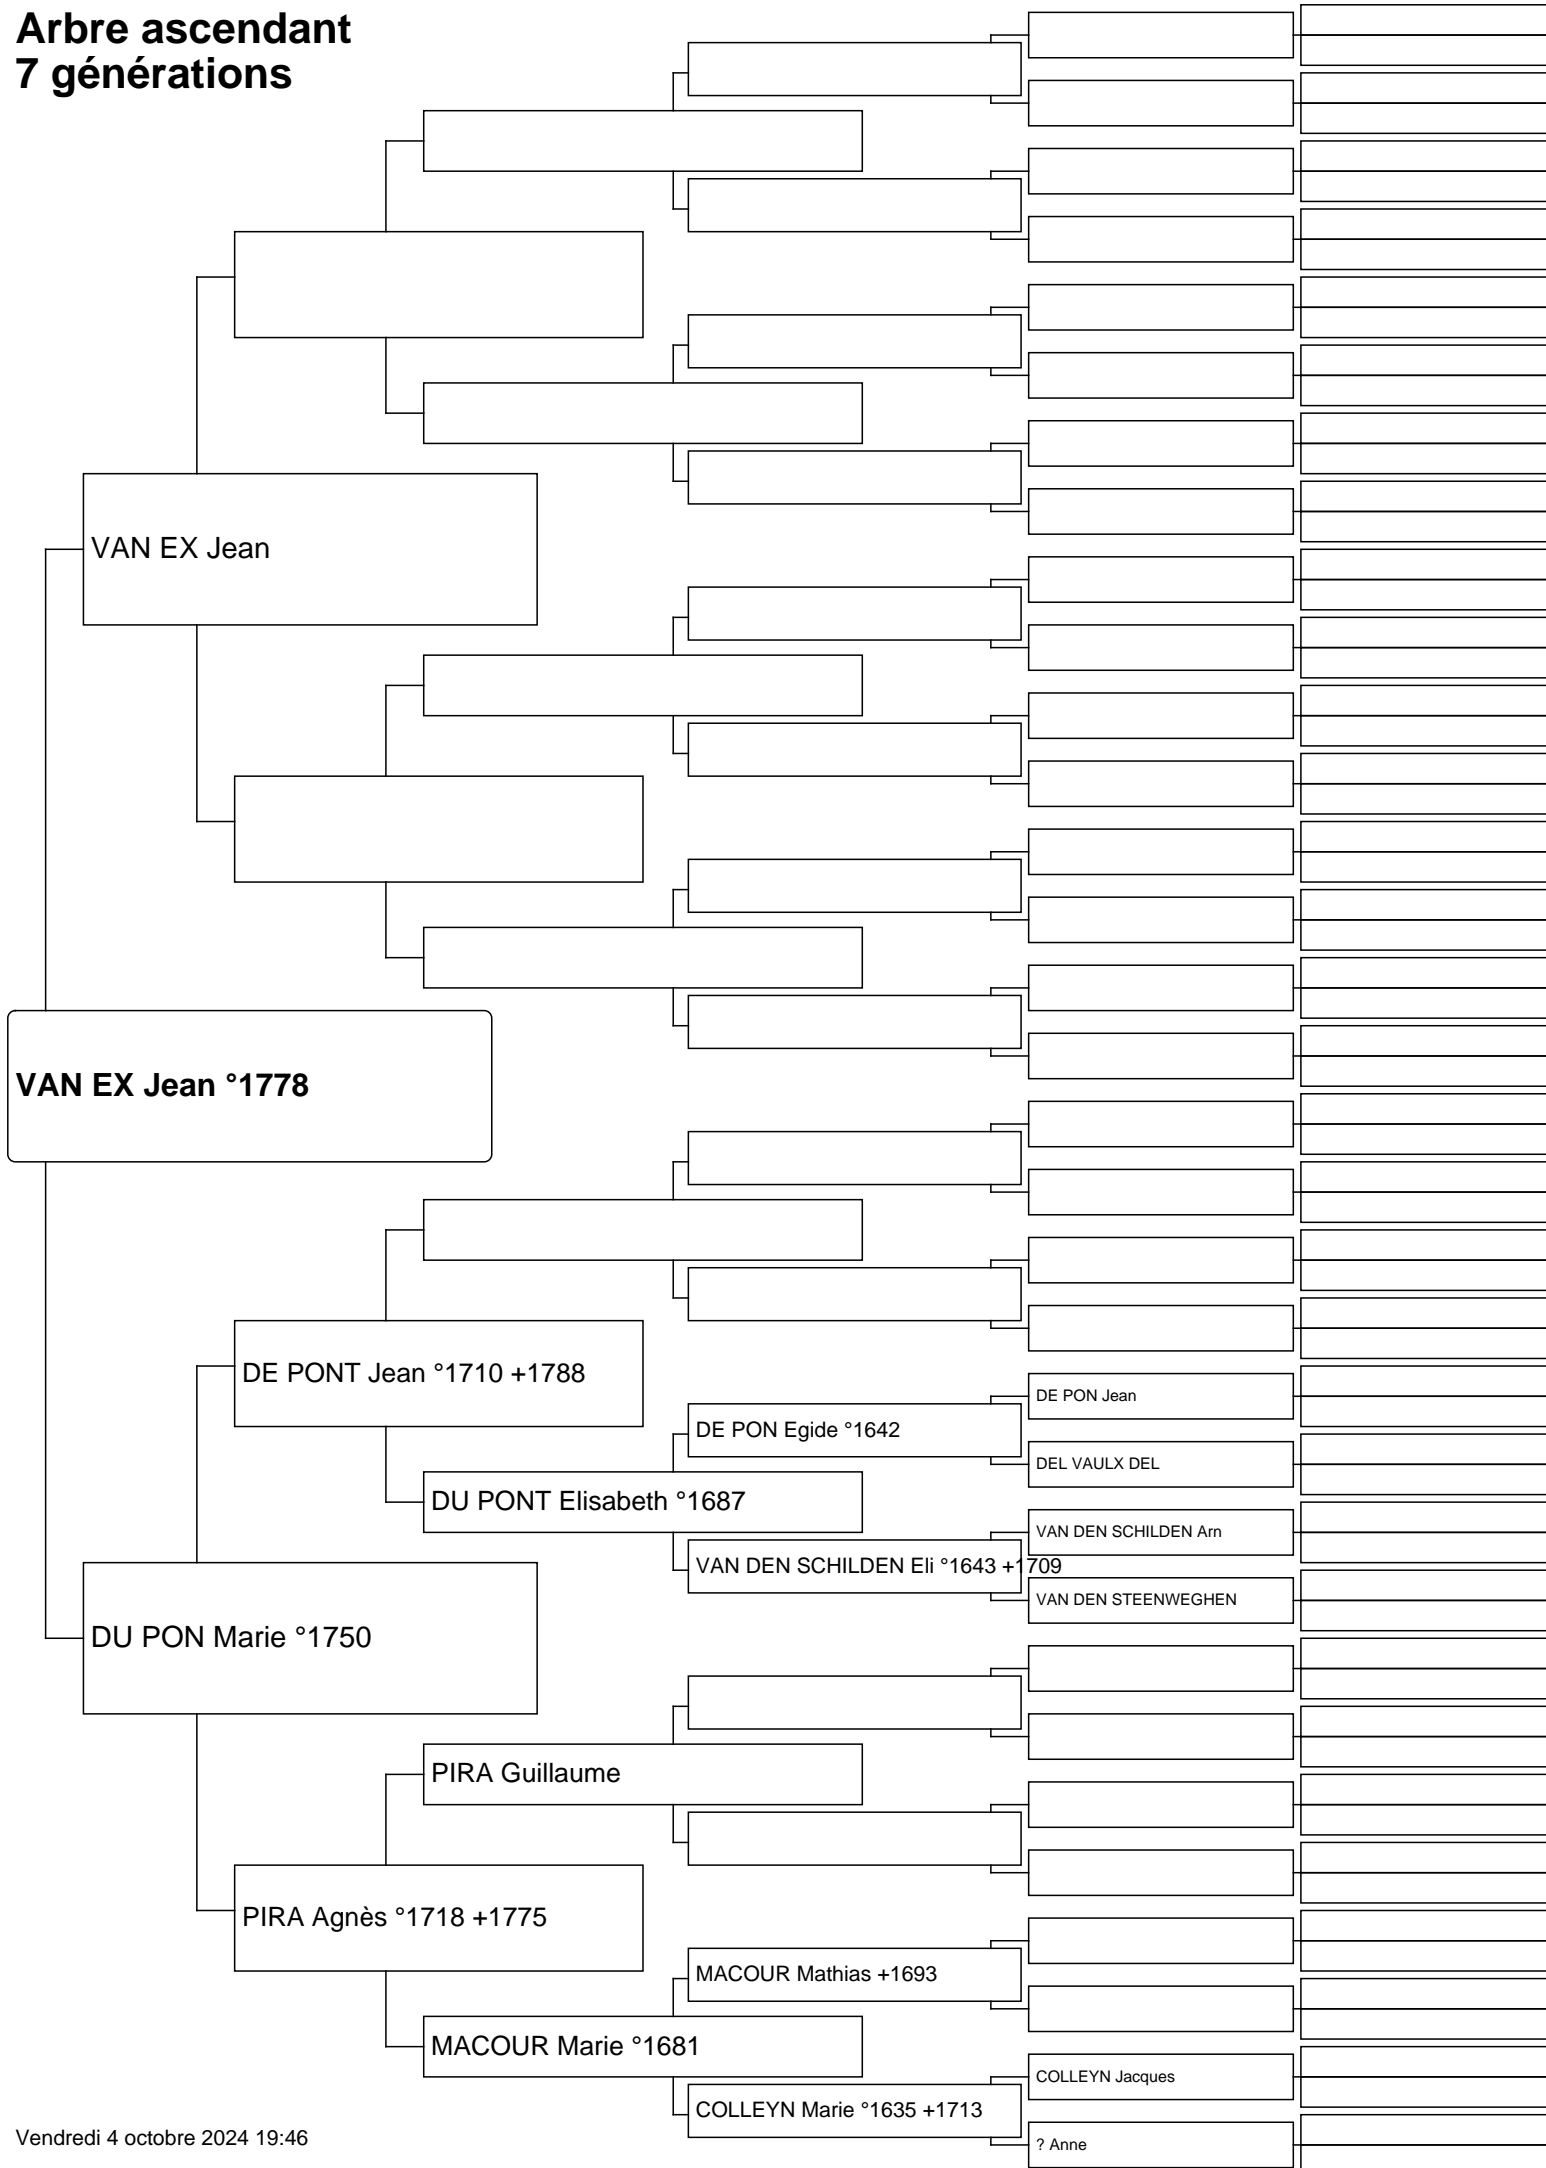 Arbre ascendant
7 générations
VAN EX Jean
VAN EX Jean °1778
DE PONT Jean °1710 +1788
DE PON Jean
DE PON Egide °1642
DEL VAULX DEL
DU PONT Elisabeth °1687
VAN DEN SCHILDEN Arn
VAN DEN SCHILDEN Eli °1643 +1709
VAN DEN STEENWEGHEN
DU PON Marie °1750
PIRA Guillaume
PIRA Agnès °1718 +1775
MACOUR Mathias +1693
MACOUR Marie °1681
COLLEYN Jacques
COLLEYN Marie °1635 +1713
? Anne
Vendredi 4 octobre 2024 19:46